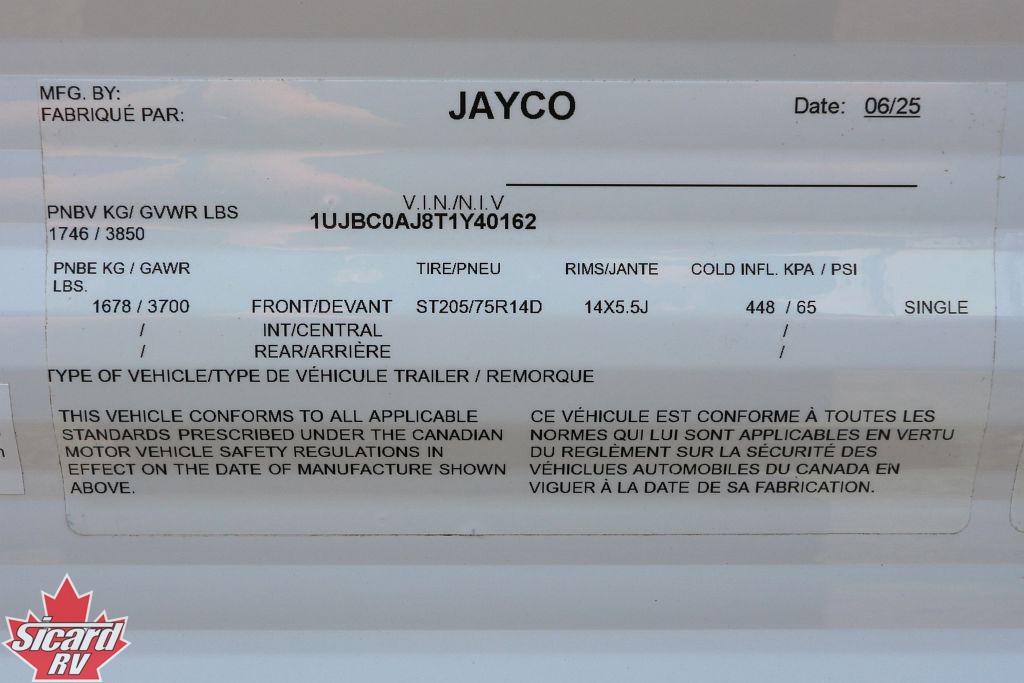 MFG. BY:
FABRIQUÉ PAR:
JAYCO
Date: 06/25
V.I.N./N.I.V
PNBV KG/ GVWR LBS
1746 / 3850
1UJBC0AJ8T1Y40162
PNBE KG / GAWR
LBS.
TIRE/PNEU
RIMS/JANTE
COLD INFL. KPA / PSI
1678 / 3700 FRONT/DEVANT ST205/75R14D 14X5.5J 448 / 65 SINGLE
/ INT/CENTRAL /
/ REAR/ARRIÈRE /
TYPE OF VEHICLE/TYPE DE VÉHICULE TRAILER / REMORQUE
THIS VEHICLE CONFORMS TO ALL APPLICABLE
STANDARDS PRESCRIBED UNDER THE CANADIAN
MOTOR VEHICLE SAFETY REGULATIONS IN
EFFECT ON THE DATE OF MANUFACTURE SHOWN
ABOVE.
CE VÉHICULE EST CONFORME À TOUTES LES
NORMES QUI LUI SONT APPLICABLES EN VERTU
DU REGLÈMENT SUR LA SÉCURITÉ DES
VÉHICLUES AUTOMOBILES DU CANADA EN
VIGUER À LA DATE DE SA FABRICATION.
Sicard
RV